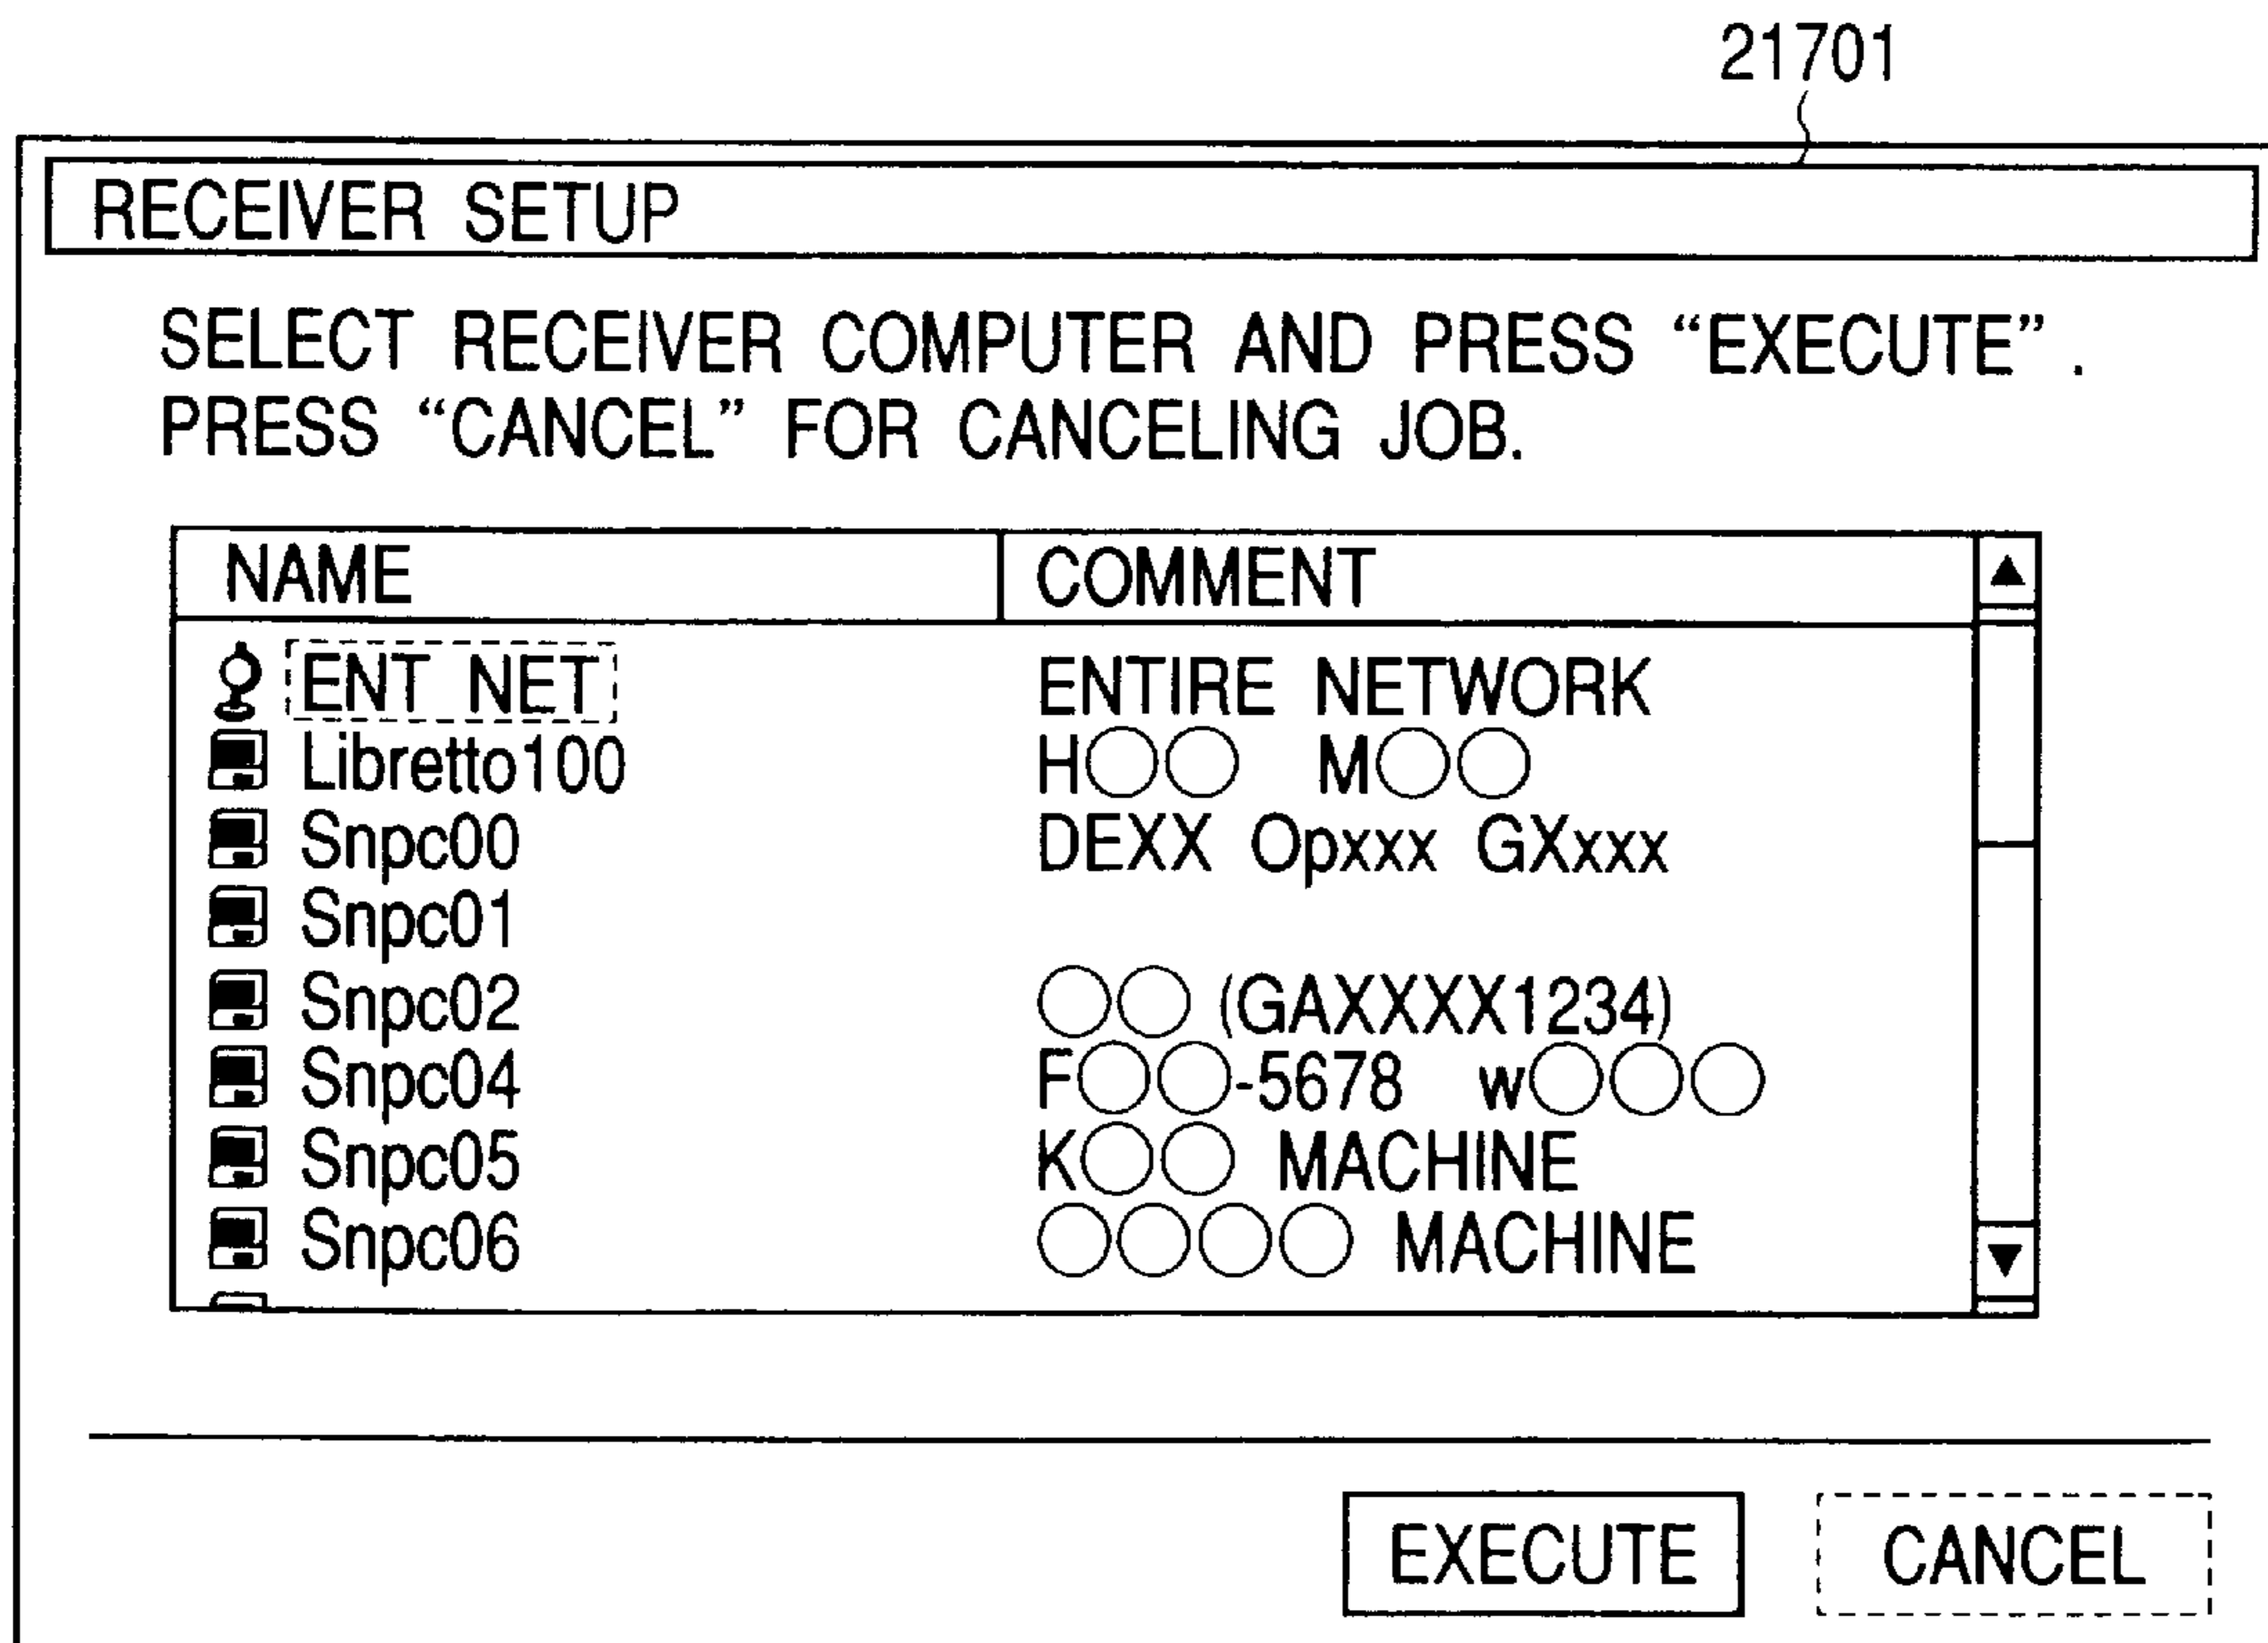 21701
RECEIVER SETUP
SELECT RECEIVER COMPUTER AND PRESS “EXECUTE”.
PRESS “CANCEL” FOR CANCELING JOB.
NAME COMMENT
ENT NET ENTIRE NETWORK
Libretto100 H○○ M○○
Snpc00 DEXX Opxxx GXxxx
Snpc01
Snpc02 ○○ (GAXXXX1234)
Snpc04 F○○-5678 w○○○
Snpc05 K○○ MACHINE
Snpc06 ○○○○ MACHINE
EXECUTE CANCEL